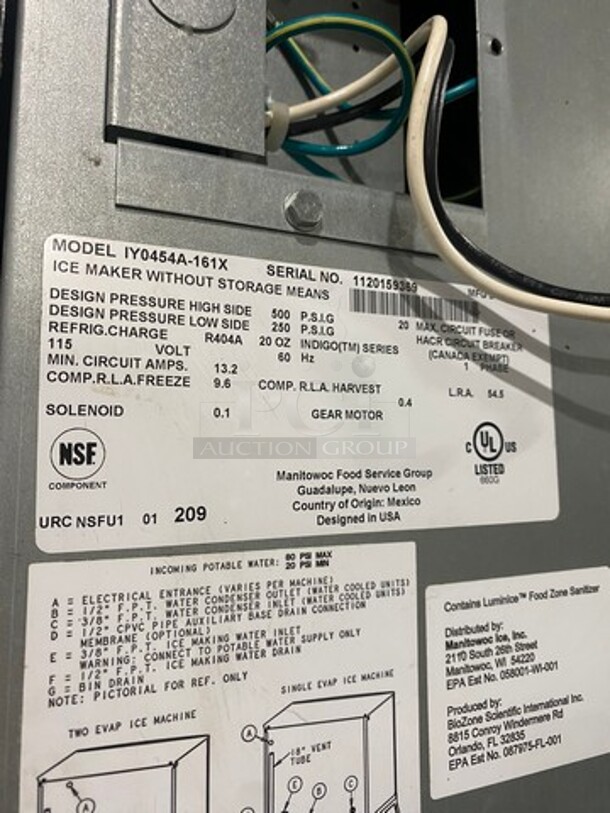 MODEL IY0454A-161X SERIAL NO. 1120159369
ICE MAKER WITHOUT STORAGE MEANS
DESIGN PRESSURE HIGH SIDE 500 P.S.I.G
DESIGN PRESSURE LOW SIDE 250 P.S.I.G 20 MAX. CIRCUIT FUSE OR
REFRIG.CHARGE R404A 20 OZ INDIGO(TM) SERIES HACR CIRCUIT BREAKER
115 VOLT 60 Hz (CANADA EXEMPT)
MIN. CIRCUIT AMPS. 13.2 1 PHASE
COMP.R.L.A.FREEZE 9.6 COMP. R.L.A. HARVEST L.R.A. 54.5
SOLENOID 0.1 GEAR MOTOR 0.4
PCI
AUCTION GROUP
NSF
COMPONENT
C UL US
LISTED
660G
Manitowoc Food Service Group
Guadalupe, Nuevo Leon
Country of Origin: Mexico
Designed in USA
URC NSFU1 01 209
INCOMING POTABLE WATER: 80 PSI MAX
20 PSI MIN
A = ELECTRICAL ENTRANCE (VARIES PER MACHINE)
B = 1/2" F.P.T. WATER CONDENSER OUTLET (WATER COOLED UNITS)
C = 3/8" F.P.T. WATER CONDENSER INLET (WATER COOLED UNITS)
D = 1/2" CPVC PIPE AUXILIARY BASE DRAIN CONNECTION
MEMBRANE (OPTIONAL)
E = 3/8" F.P.T. ICE MAKING WATER INLET
WARNING: CONNECT TO POTABLE WATER SUPPLY ONLY
F = 1/2" F.P.T. ICE MAKING WATER DRAIN
G = BIN DRAIN
NOTE: PICTORIAL FOR REF. ONLY
SINGLE EVAP ICE MACHINE
TWO EVAP ICE MACHINE
A
18" VENT
TUBE
E
B
C
A
Contains LuminIce™ Food Zone Sanitizer
Distributed by:
Manitowoc Ice, Inc.
2110 South 26th Street
Manitowoc, WI 54220
EPA Est No. 058001-WI-001
Produced by:
BioZone Scientific International Inc.
8815 Conroy Windermere Rd
Orlando, FL 32835
EPA Est No. 087975-FL-001